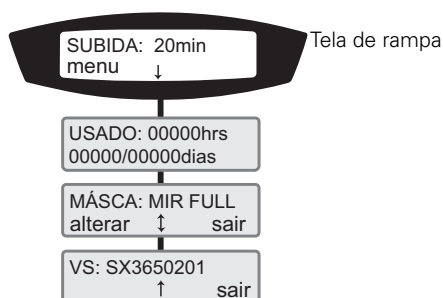 SUBIDA: 20min
menu ↓
Tela de rampa
USADO: 00000hrs
00000/00000dias
MÁSCA: MIR FULL
alterar ↕ sair
VS: SX3650201
↑ sair